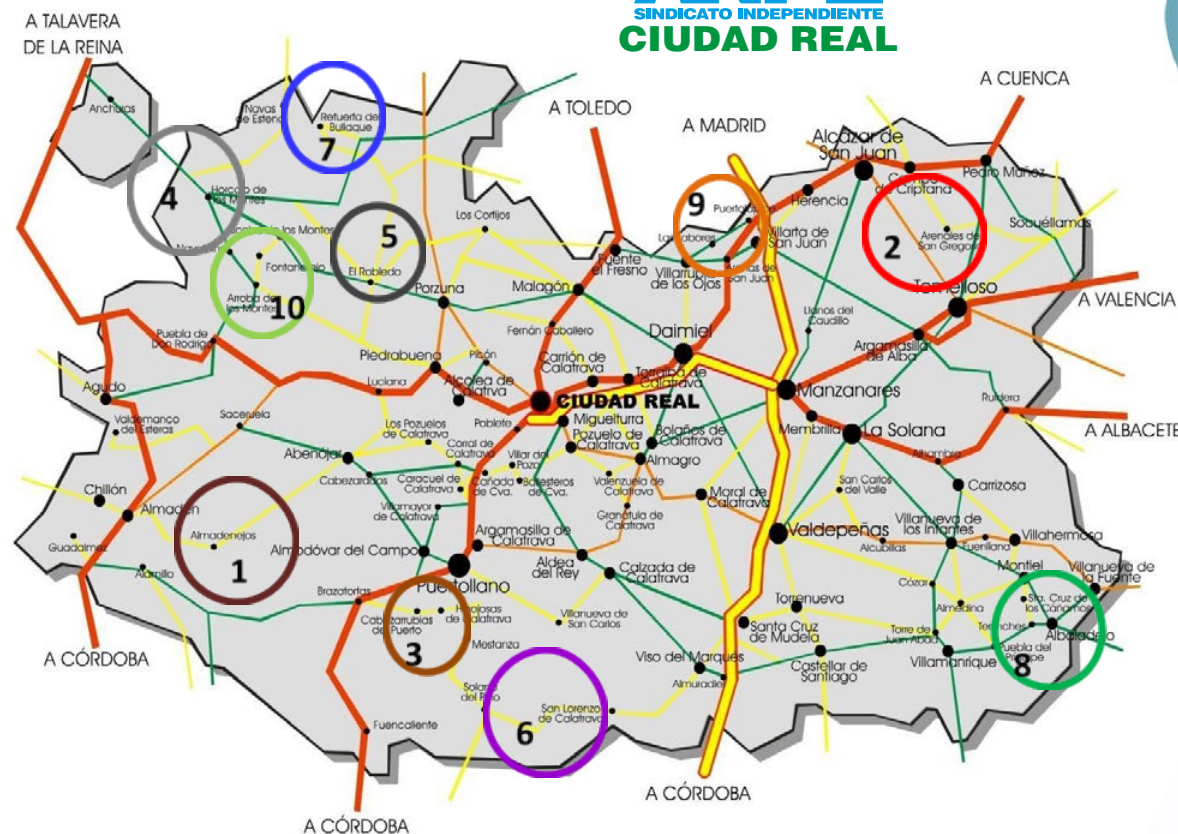 SINDICATO INDEPENDIENTE
CIUDAD REAL
A TALAVERA
DE LA REINA
A CUENCA
A TOLEDO
A MADRID
Anchuras
Navas
de Estena
Retuerta de
Bullaque
7
Alcázar de
San Juan
Pedro Muñoz
de Criptana
4
Horcajo de
los Montes
Herencia
9
Socuéllamos
Los Cortijos
5
2
Arenales de
San Gregorio
Villarta de
San Juan
Fuente
el Fresno
Villarrubia
de los Ojos
Fontanarejo
El Robledo
Arroba de
los Montes
10
Porzuna
Malagón
Tomelloso
A VALENCIA
Llanos del
Caudillo
Puebla de
Don Rodrigo
Fernán Caballero
Daimiel
Argamasilla
de Alba
Piedrabuena
Picón
Carrión de
Calatrava
Torralba de
Calatrava
Agudo
Luciana
Alcolea de
Calatrva
CIUDAD REAL
Manzanares
Ruidera
Valdemanco
del Esteras
Saceruela
Los Pozuelos
de Calatrava
Poblete
Miguelturra
Pozuelo de
Calatrava
Bolaños de
Calatrava
Membrilla
La Solana
A ALBACETE
Abenójar
Corral de
Calatrava
Villar del
Pozo
Almagro
Alhambra
Cabezarados
Caracuel de
Calatrava
Cañada
de Cva.
Ballesteros
de Cva.
Valenzuela de
Calatrava
San Carlos
del Valle
Carrizosa
Chillón
Almadén
Villamayor
de Calatrava
Granátula de
Calatrava
Moral de
Calatrava
Guadalmez
Almadenejos
1
Almodóvar del Campo
Argamasilla de
Calatrava
Valdepeñas
Villanueva de
los Infantes
Villahermosa
Alcubillas
Fuenllana
Alamillo
Puertollano
Aldea
del Rey
Calzada de
Calatrava
Montiel
Villanueva de
la Fuente
Brazatortas
Cózar
Almedina
Sta. Cruz de
los Cáñamos
Cabezarrubias
del Puerto
Hinojosas
de Calatrava
Villanueva de
San Carlos
Torrenueva
Terrinches
Albaladejo
3
Mestanza
Santa Cruz
de Mudela
Torre de
Juan Abad
Puebla del
Príncipe
8
A CÓRDOBA
Viso del Marqués
Castellar de
Santiago
Villamanrique
Almuradiel
Solana
del Pino
San Lorenzo
de Calatrava
6
Fuencaliente
A CÓRDOBA
A CÓRDOBA